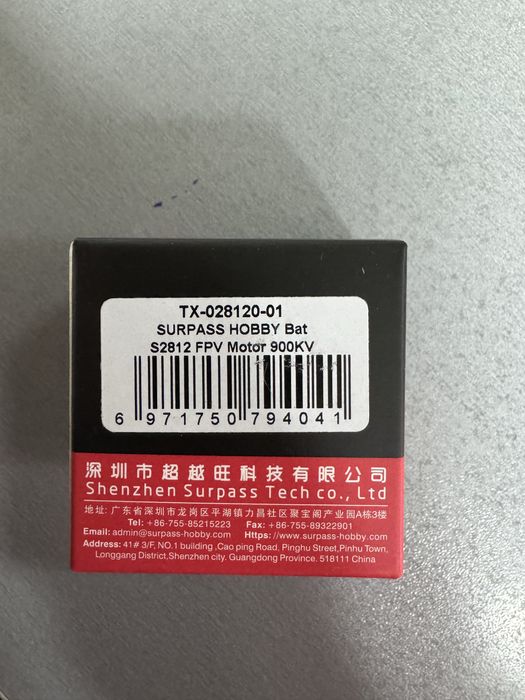 TX-028120-01
SURPASS HOBBY Bat
S2812 FPV Motor 900KV
6 971750 794041
深圳市超越旺科技有限公司
Shenzhen Surpass Tech co., Ltd
地址: 广东省深圳市龙岗区平湖镇力昌社区聚宝阁产业园A栋3楼
Tel: +86-755-85215223 Fax: +86-755-89322901
Email: admin@surpass-hobby.com Https: //www.surpass-hobby.com
Address: 41# 3/F, NO.1 building ,Cao ping Road, Pinghu Street,Pinhu Town,
Longgang District,Shenzhen city. Guangdong Province. 518111 China